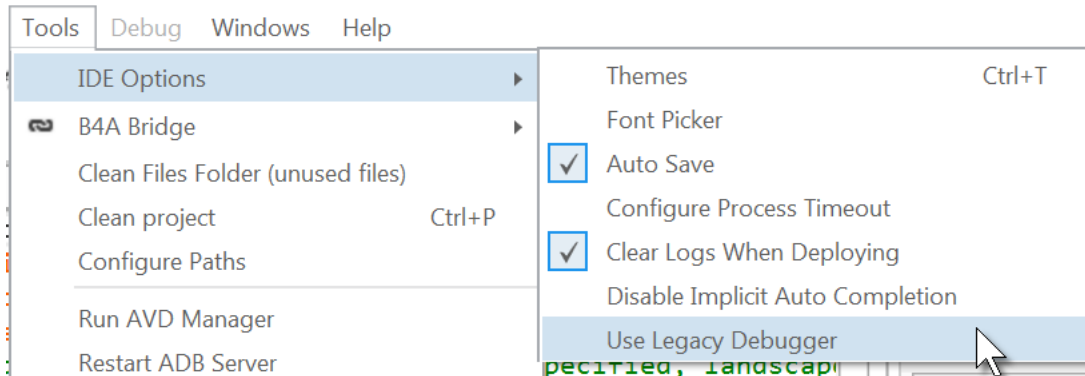 Tools Debug Windows Help
IDE Options
B4A Bridge
Clean Files Folder (unused files)
Clean project Ctrl+P
Configure Paths
Run AVD Manager
Restart ADB Server
Themes Ctrl+T
Font Picker
Auto Save
Configure Process Timeout
Clear Logs When Deploying
Disable Implicit Auto Completion
Use Legacy Debugger